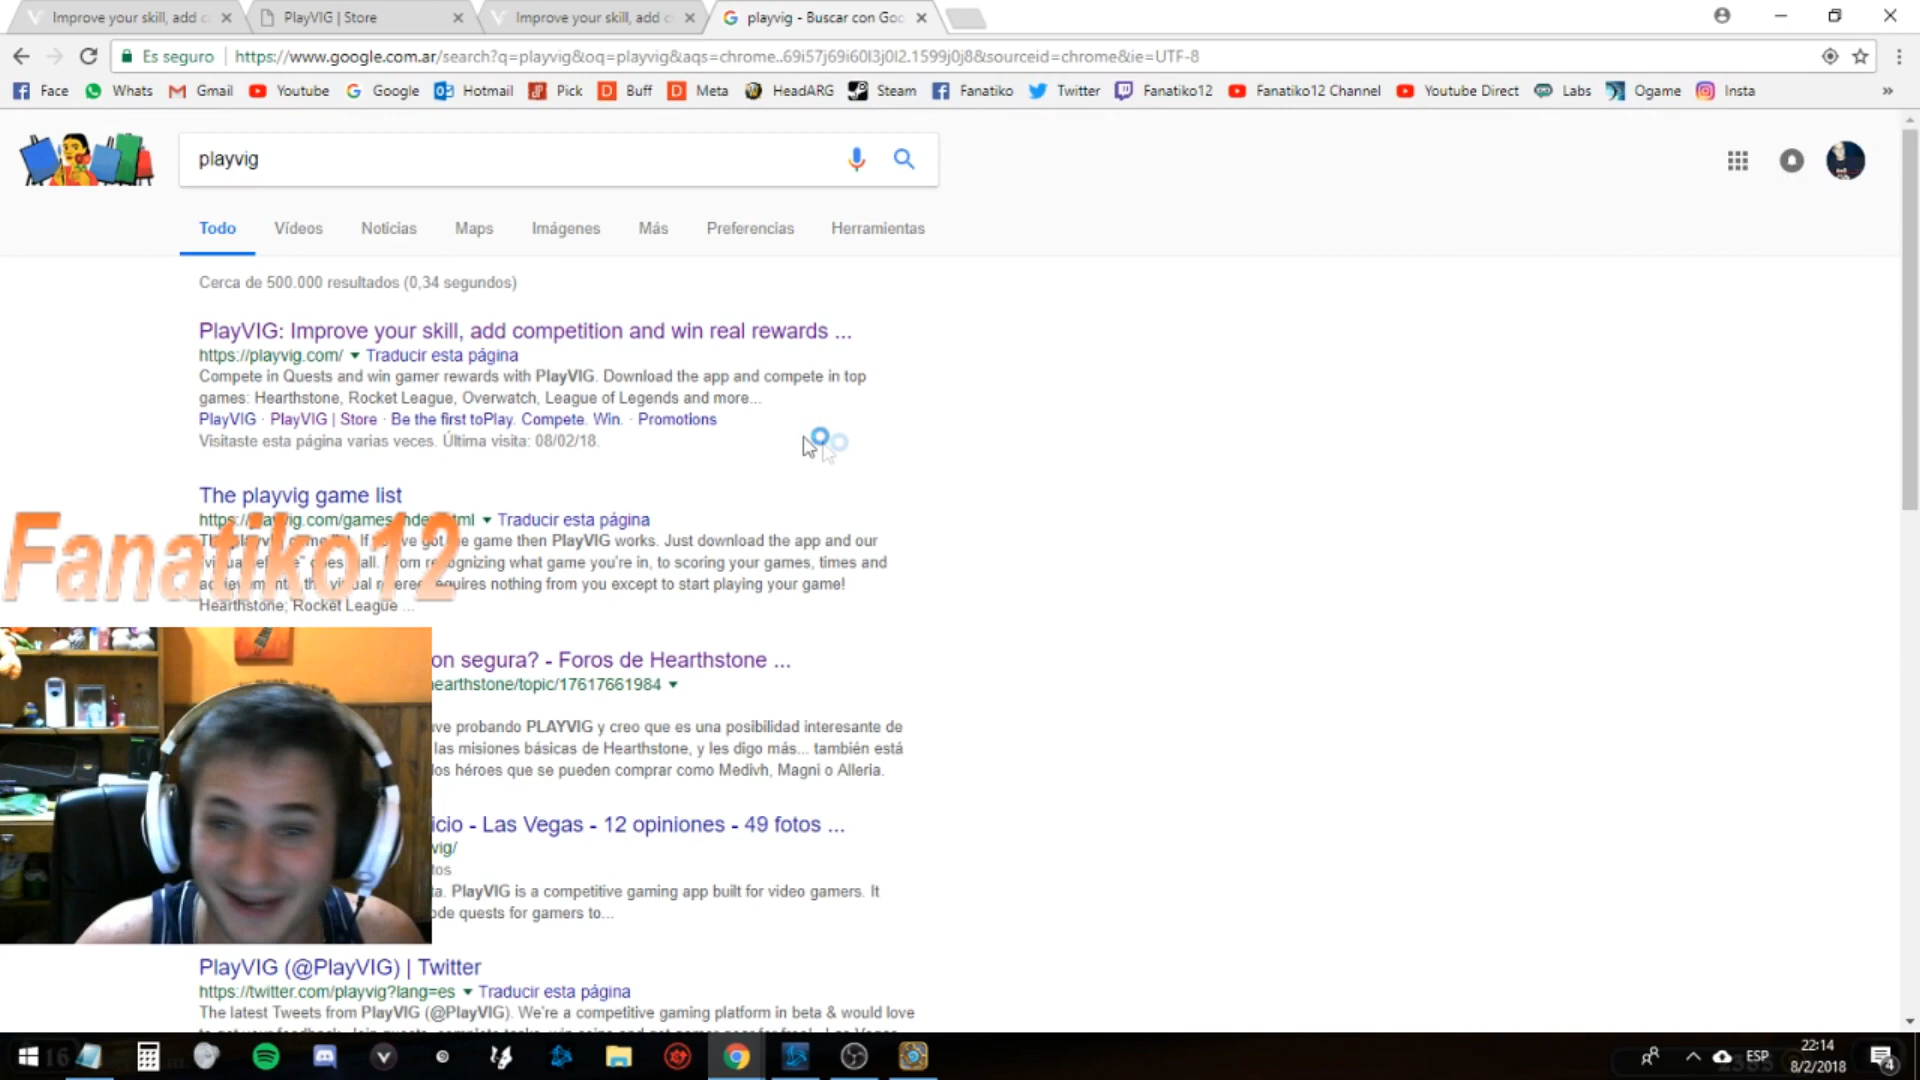 Improve your skill, add c
PlayVIG | Store
Improve your skill, add c
playvig - Buscar con Goo
Es seguro
https://www.google.com.ar/search?q=playvig&oq=playvig&aqs=chrome..69i57j69i60l3j0l2.1599j0j8&sourceid=chrome&ie=UTF-8
Face
Whats
Gmail
Youtube
Google
Hotmail
Pick
Buff
Meta
HeadARG
Steam
Fanatiko
Twitter
Fanatiko12
Fanatiko12 Channel
Youtube Direct
Labs
Ogame
Insta
playvig
Todo
Vídeos
Noticias
Maps
Imágenes
Más
Preferencias
Herramientas
Cerca de 500.000 resultados (0,34 segundos)
PlayVIG: Improve your skill, add competition and win real rewards ...
https://playvig.com/ Traducir esta página
Compete in Quests and win gamer rewards with PlayVIG. Download the app and compete in top
games: Hearthstone, Rocket League, Overwatch, League of Legends and more...
PlayVIG · PlayVIG | Store · Be the first toPlay. Compete. Win. · Promotions
Visitaste esta página varias veces. Última visita: 08/02/18.
The playvig game list
Traducir esta página
game then PlayVIG works. Just download the app and our
all. From recognizing what game you're in, to scoring your games, times and
requires nothing from you except to start playing your game!
Hearthstone; Rocket League ...
Fanatiko12
on segura? - Foros de Hearthstone ...
earthstone/topic/17617661984
ve probando PLAYVIG y creo que es una posibilidad interesante de
las misiones básicas de Hearthstone, y les digo más... también está
los héroes que se pueden comprar como Medivh, Magni o Alleria.
icio - Las Vegas - 12 opiniones - 49 fotos ...
vig/
tos
ta. PlayVIG is a competitive gaming app built for video gamers. It
ode quests for gamers to...
PlayVIG (@PlayVIG) | Twitter
https://twitter.com/playvig?lang=es Traducir esta página
The latest Tweets from PlayVIG (@PlayVIG). We're a competitive gaming platform in beta & would love
ESP
22:14
8/2/2018
4